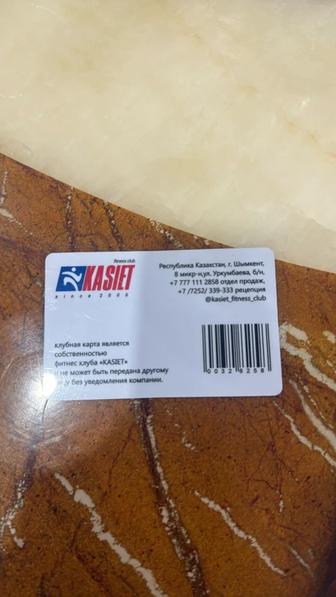 fitness club
KASIET
since 2005
Республика Казахстан, г. Шымкент,
8 микр-н,ул. Уркумбаева, б/н,
+7 777 111 2858 отдел продаж,
+7 /7252/ 339-333 рецепция
@kasiet_fitness_club
клубная карта является
собственностью
фитнес клуба «KASIET»
не может быть передана другому
без уведомления компании.
00328258